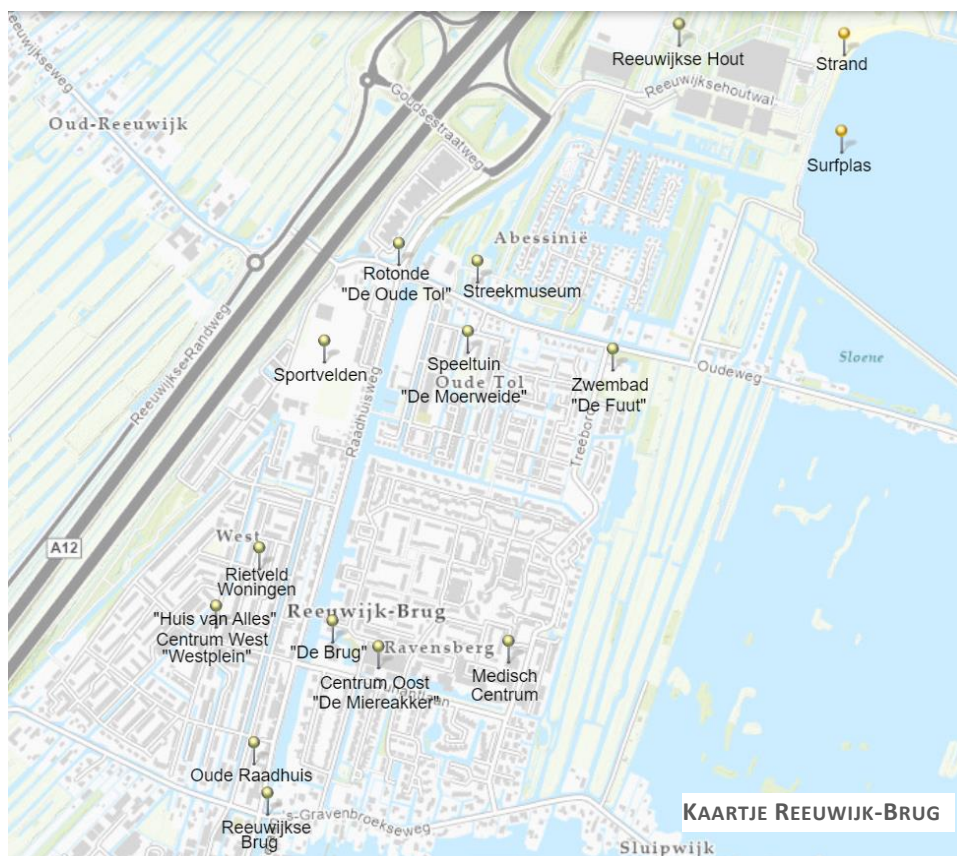 Reeuwijkseweg
Reeuwijkse Hout
Strand
Goudsestraatweg
Reeuwijksehoutwal
Oud-Reeuwijk
Surfplas
Abessinië
Rotonde
"De Oude Tol"
Streekmuseum
Reeuwijkse-Randweg
Sportvelden
Speeltuin
"De Moerweide"
Oude Tol
Zwembad
"De Fuut"
Oudeweg
Sloene
Raadhuisweg
A12
West
Rietveld
Woningen
"Huis van Alles"
Centrum West
"Westplein"
Reeuwijk-Brug
"De Brug"
Ravensberg
Centrum Oost
"De Miereakker"
Medisch
Centrum
Oude Raadhuis
Reeuwijkse
Brug
's-Gravenbroekseweg
Sluipwijk
KAARTJE REEUWIJK-BRUG